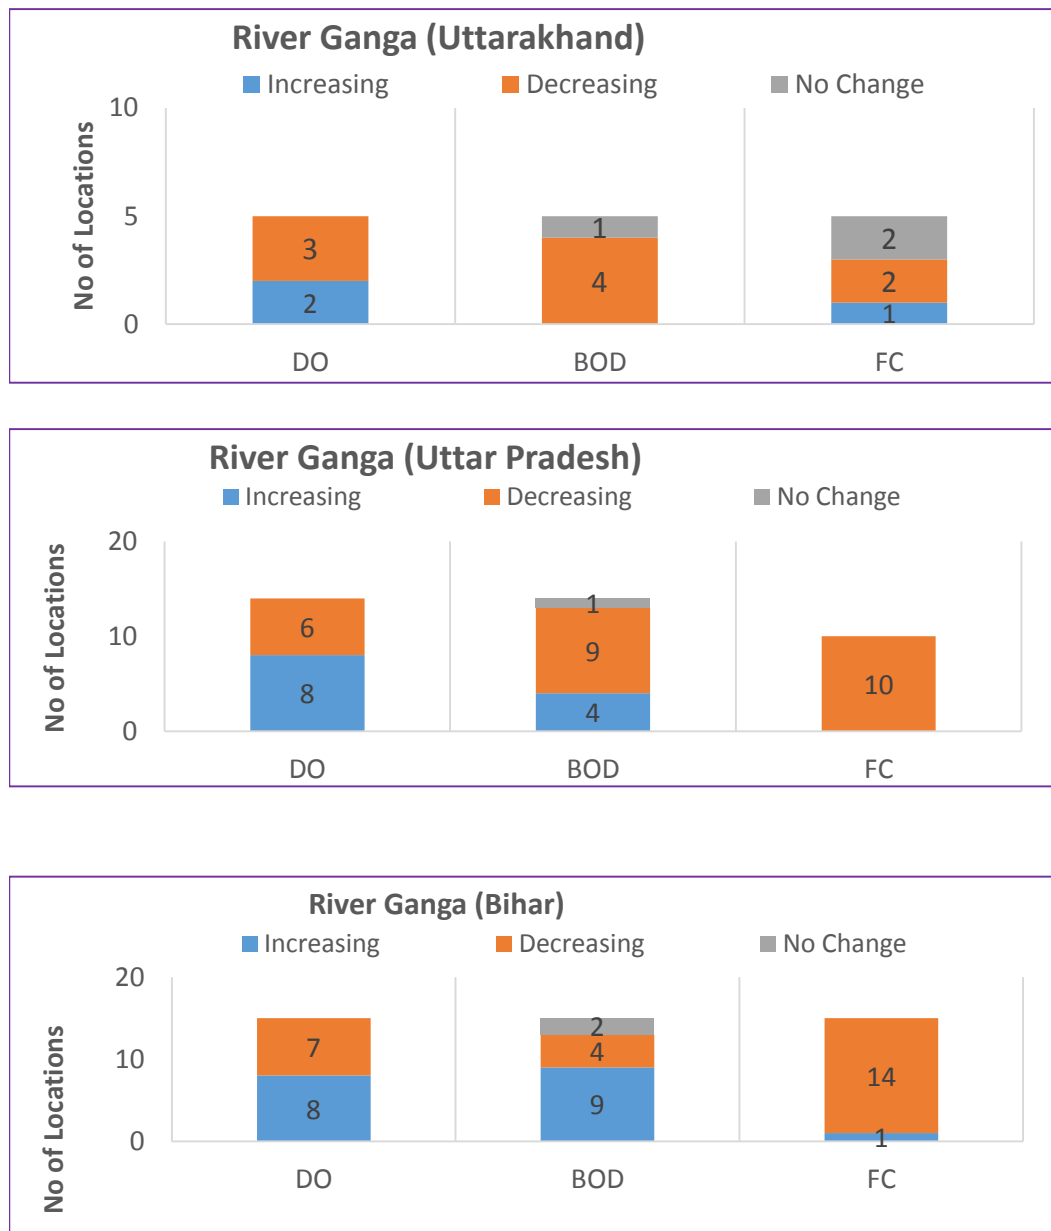 River Ganga (Uttarakhand)
Increasing Decreasing No Change
No of Locations
10
5
0
3
2
1
4
2
2
1
DO BOD FC
River Ganga (Uttar Pradesh)
Increasing Decreasing No Change
No of Locations
20
10
0
6
8
1
9
4
10
DO BOD FC
River Ganga (Bihar)
Increasing Decreasing No Change
No of Locations
20
10
0
7
8
2
4
9
14
1
DO BOD FC